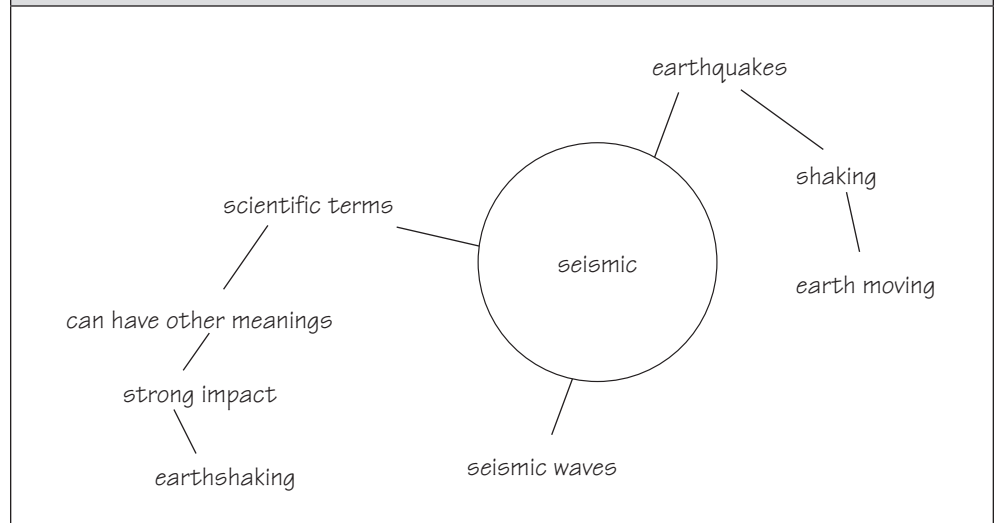 earthquakes
shaking
scientific terms
seismic
earth moving
can have other meanings
strong impact
seismic waves
earthshaking